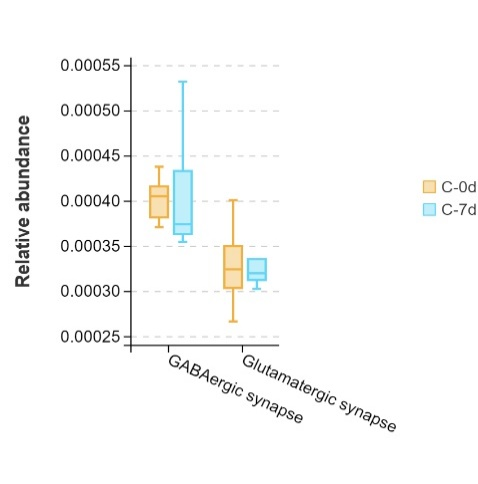 Relative abundance
0.00055
0.00050
0.00045
0.00040
0.00035
0.00030
0.00025
GABAergic synapse
Glutamatergic synapse
C-0d
C-7d